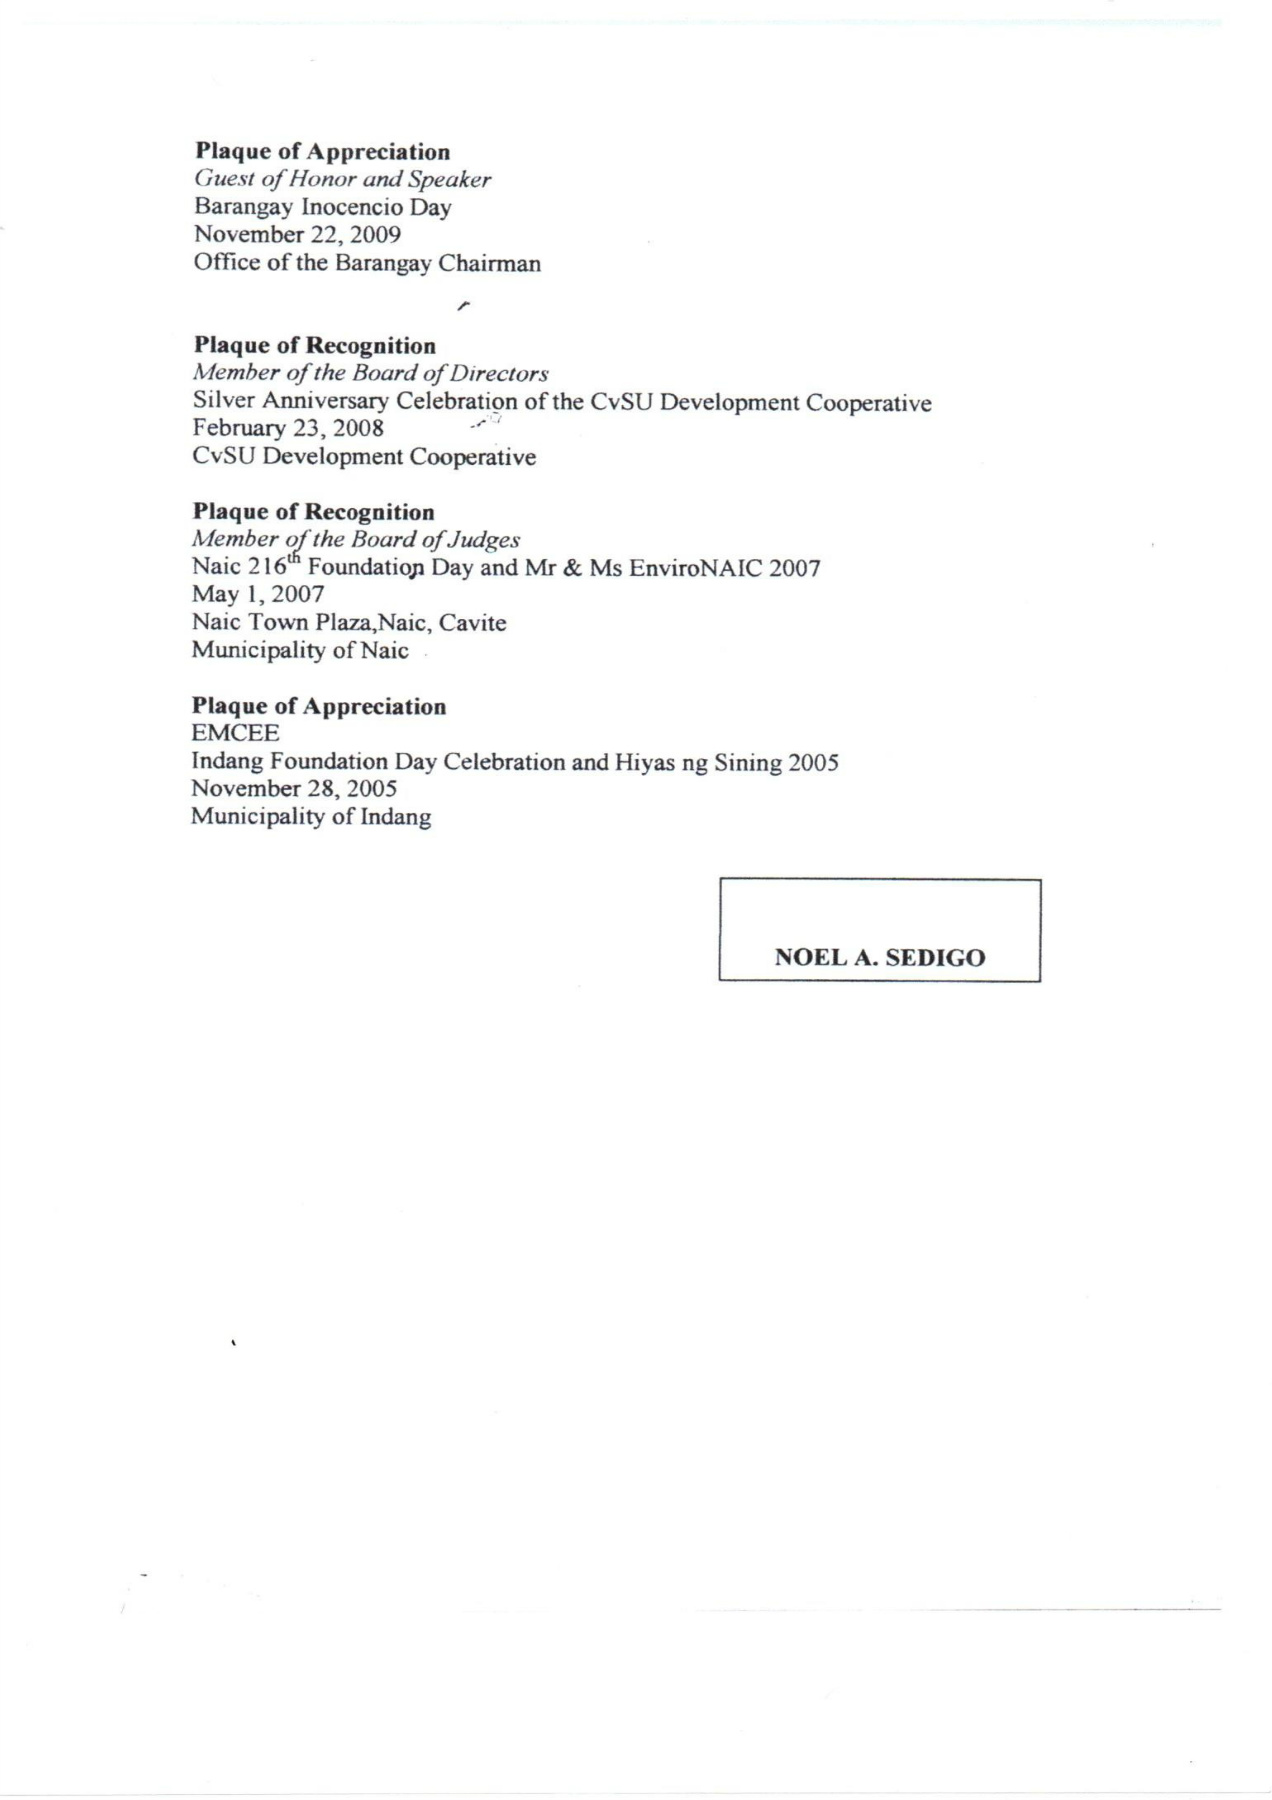 Plaque of Appreciation
Guest of Honor and Speaker
Barangay Inocencio Day
November 22, 2009
Office of the Barangay Chairman
Plaque of Recognition
Member of the Board of Directors
Silver Anniversary Celebration of the CvSU Development Cooperative
February 23, 2008
CvSU Development Cooperative
Plaque of Recognition
Member of the Board of Judges
Naic 216th Foundation Day and Mr & Ms EnviroNAIC 2007
May 1, 2007
Naic Town Plaza,Naic, Cavite
Municipality of Naic
Plaque of Appreciation
EMCEE
Indang Foundation Day Celebration and Hiyas ng Sining 2005
November 28, 2005
Municipality of Indang
NOEL A. SEDIGO